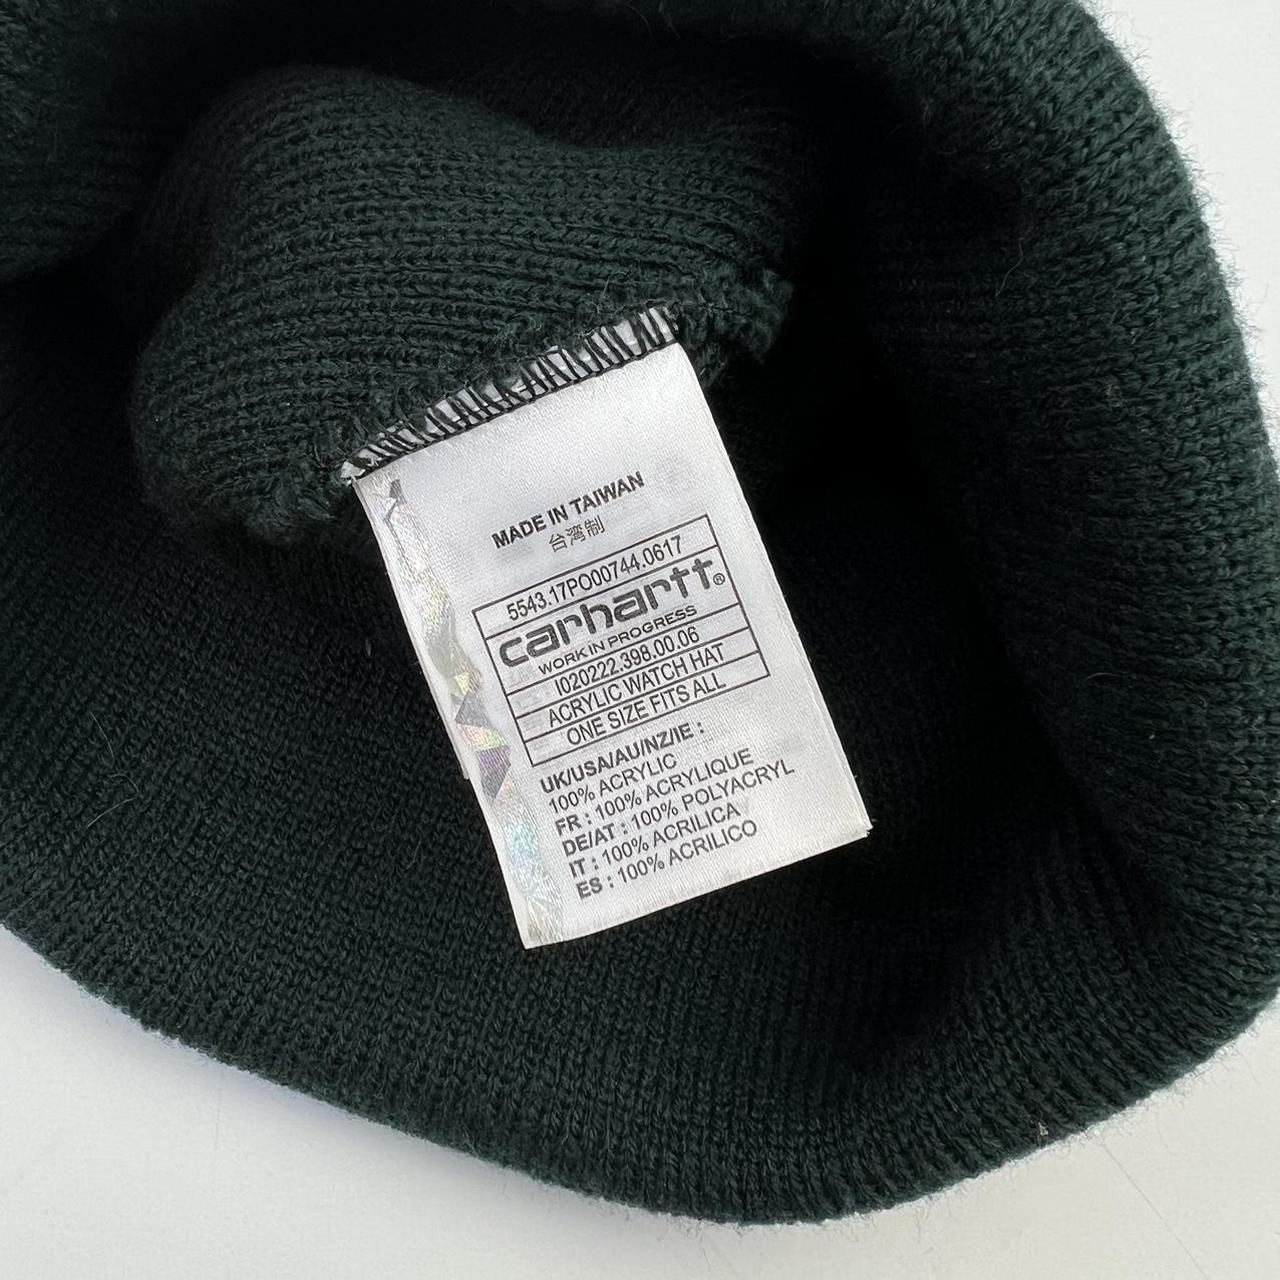 MADE IN TAIWAN
台湾制
5543.17PO00744.0617
carhartt®
WORK IN PROGRESS
I020222.398.00.06
ACRYLIC WATCH HAT
ONE SIZE FITS ALL
UK/USA/AU/NZ/IE :
100% ACRYLIC
FR : 100% ACRYLIQUE
DE/AT : 100% POLYACRYL
IT : 100% ACRILICA
ES : 100% ACRILICO